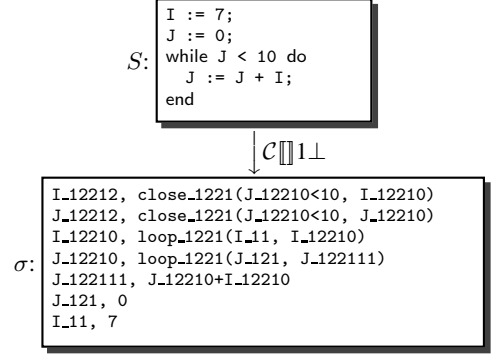 S:
I := 7;
J := 0;
while J < 10 do
J := J + I;
end
C⟦⟧1⊥
σ:
I_12212, close_1221(J_12210<10, I_12210)
J_12212, close_1221(J_12210<10, J_12210)
I_12210, loop_1221(I_11, I_12210)
J_12210, loop_1221(J_121, J_122111)
J_122111, J_12210+I_12210
J_121, 0
I_11, 7